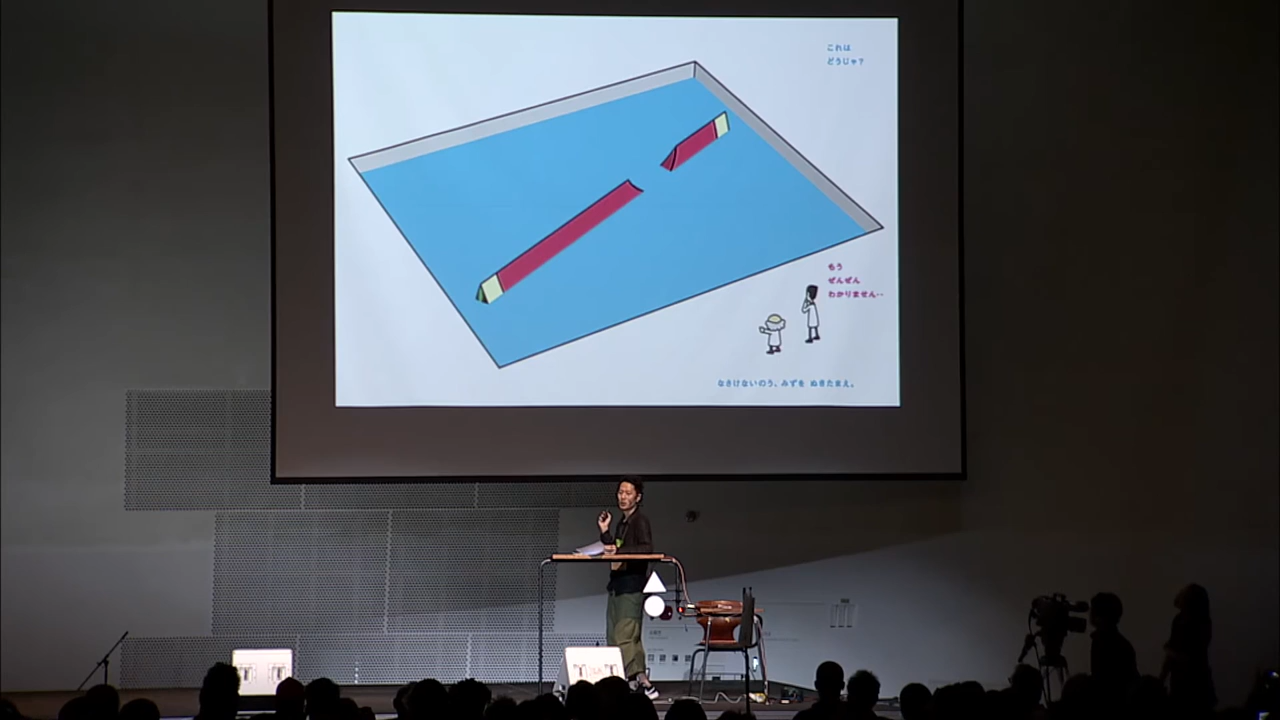 これは
どうじゃ?
もう
ぜんぜん
わかりません‥
なさけないのう、みずを ぬきたまえ。